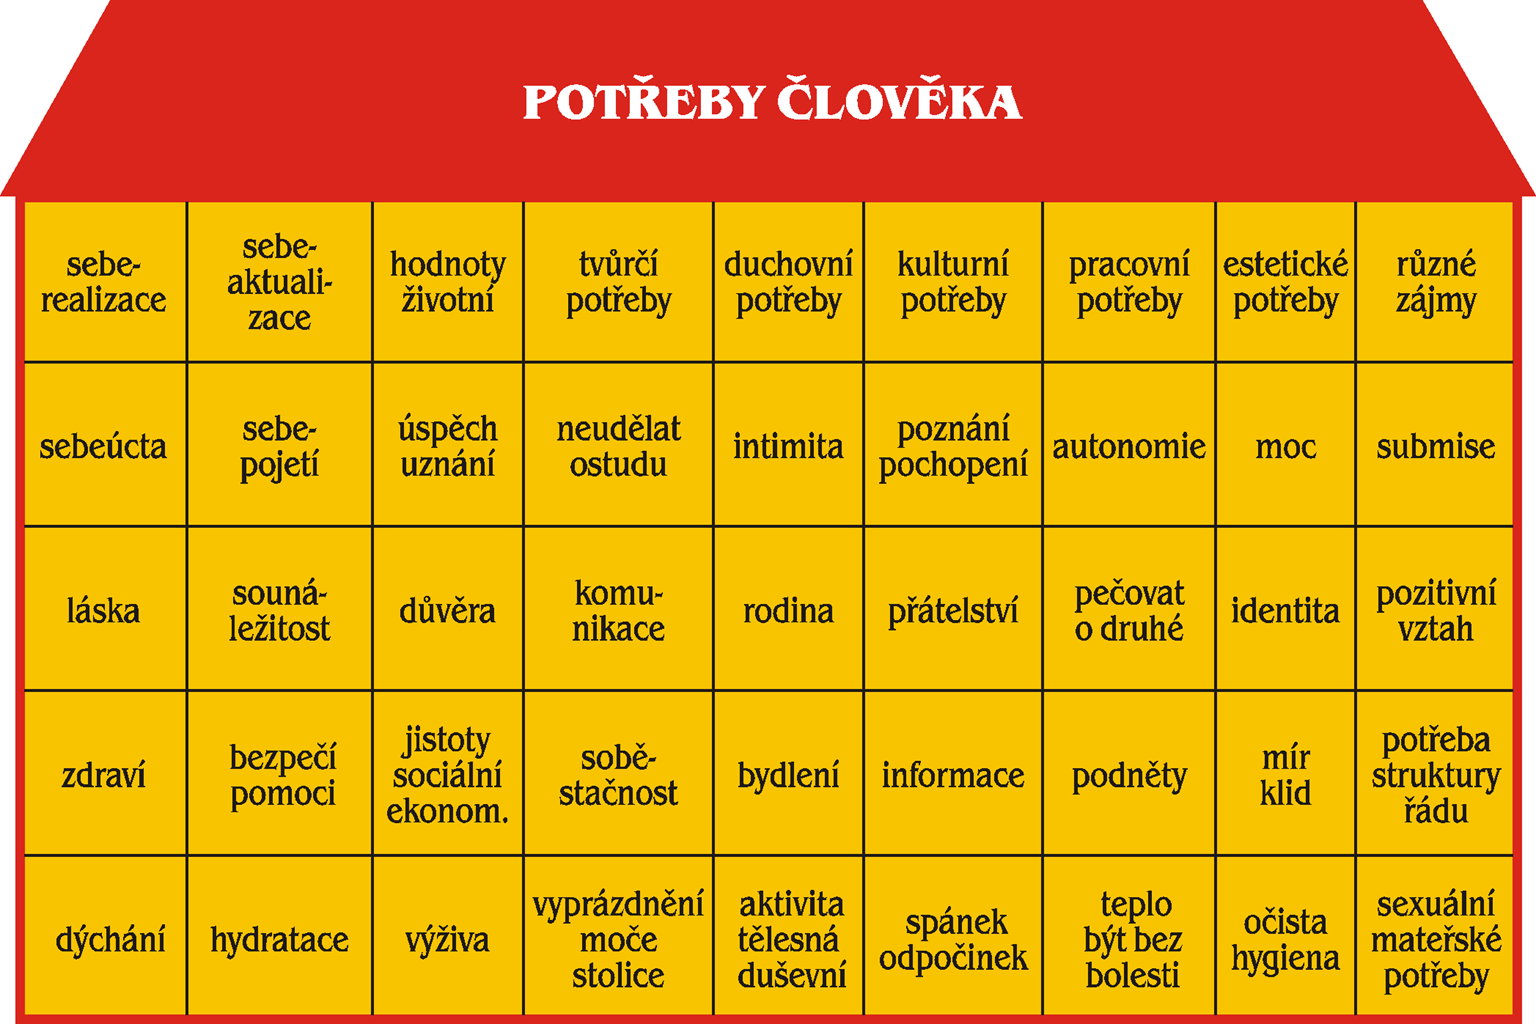 POTŘEBY ČLOVĚKA
sebe-
realizace
sebe-
aktuali-
zace
hodnoty
životní
tvůrčí
potřeby
duchovní
potřeby
kulturní
potřeby
pracovní
potřeby
estetické
potřeby
různé
zájmy
sebeúcta
sebe-
pojetí
úspěch
uznání
neudělat
ostudu
intimita
poznání
pochopení
autonomie
moc
submise
láska
souná-
ležitost
důvěra
komu-
nikace
rodina
přátelství
pečovat
o druhé
identita
pozitivní
vztah
zdraví
bezpečí
pomoci
jistoty
sociální
ekonom.
sobě-
stačnost
bydlení
informace
podněty
mír
klid
potřeba
struktury
řádu
dýchání
hydratace
výživa
vyprázdnění
moče
stolice
aktivita
tělesná
duševní
spánek
odpočinek
teplo
být bez
bolesti
očista
hygiena
sexuální
mateřské
potřeby